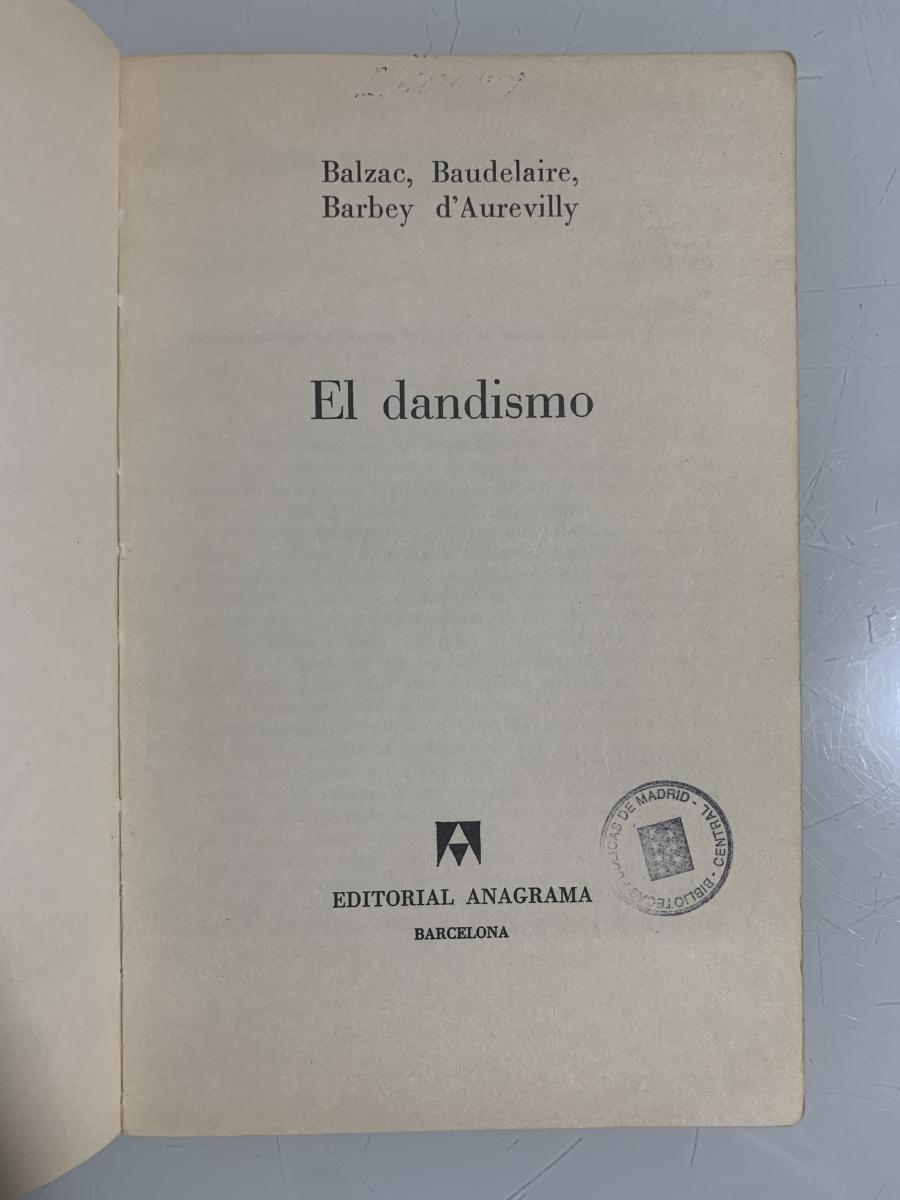 Balzac, Baudelaire,
Barbey d'Aurevilly
El dandismo
EDITORIAL ANAGRAMA
BARCELONA
BIBLIOTECAS PÚBLICAS DE MADRID - CENTRAL -